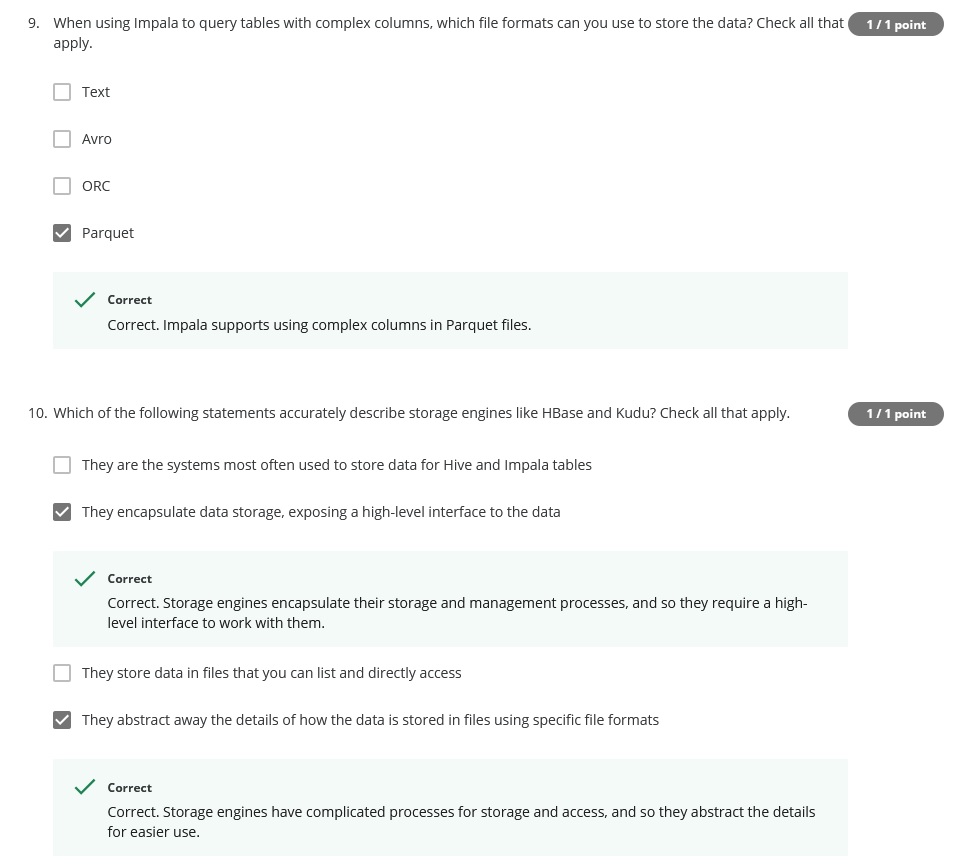 9. When using Impala to query tables with complex columns, which file formats can you use to store the data? Check all that 1 / 1 point
apply.
Text
Avro
ORC
Parquet
Correct
Correct. Impala supports using complex columns in Parquet files.
10. Which of the following statements accurately describe storage engines like HBase and Kudu? Check all that apply. 1 / 1 point
They are the systems most often used to store data for Hive and Impala tables
They encapsulate data storage, exposing a high-level interface to the data
Correct
Correct. Storage engines encapsulate their storage and management processes, and so they require a high-
level interface to work with them.
They store data in files that you can list and directly access
They abstract away the details of how the data is stored in files using specific file formats
Correct
Correct. Storage engines have complicated processes for storage and access, and so they abstract the details
for easier use.